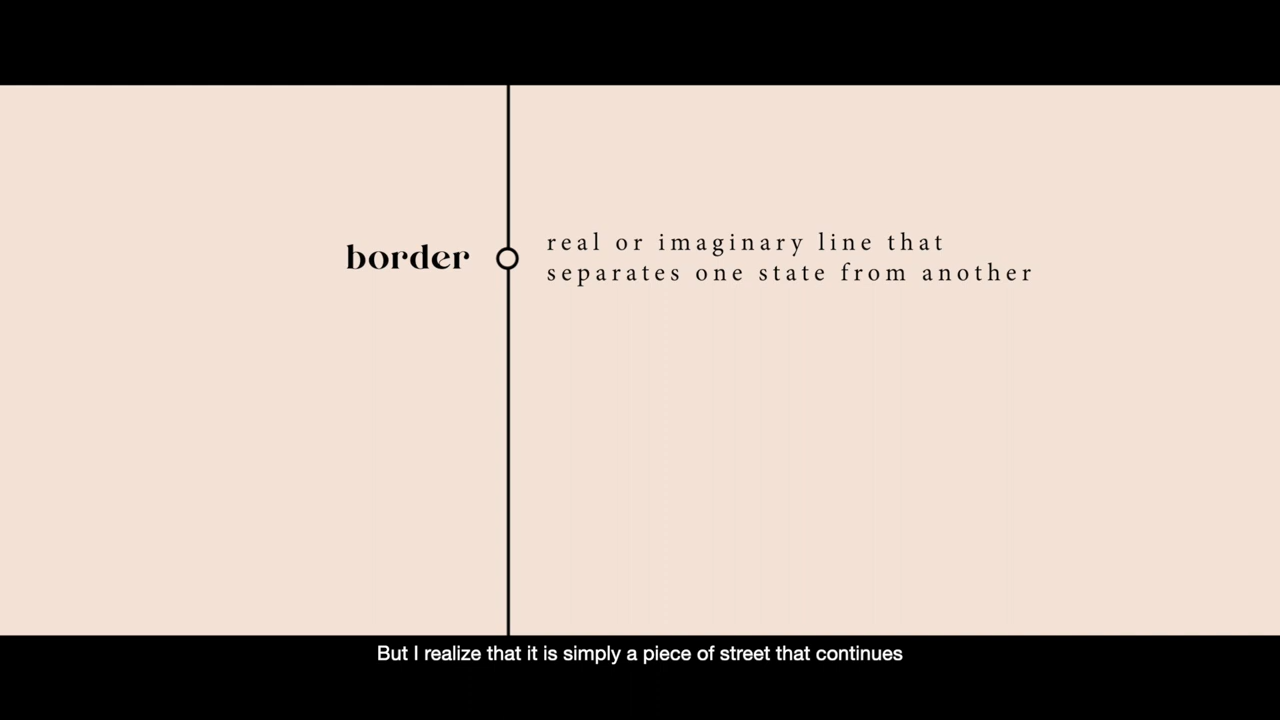 border
real or imaginary line that
separates one state from another
But I realize that it is simply a piece of street that continues